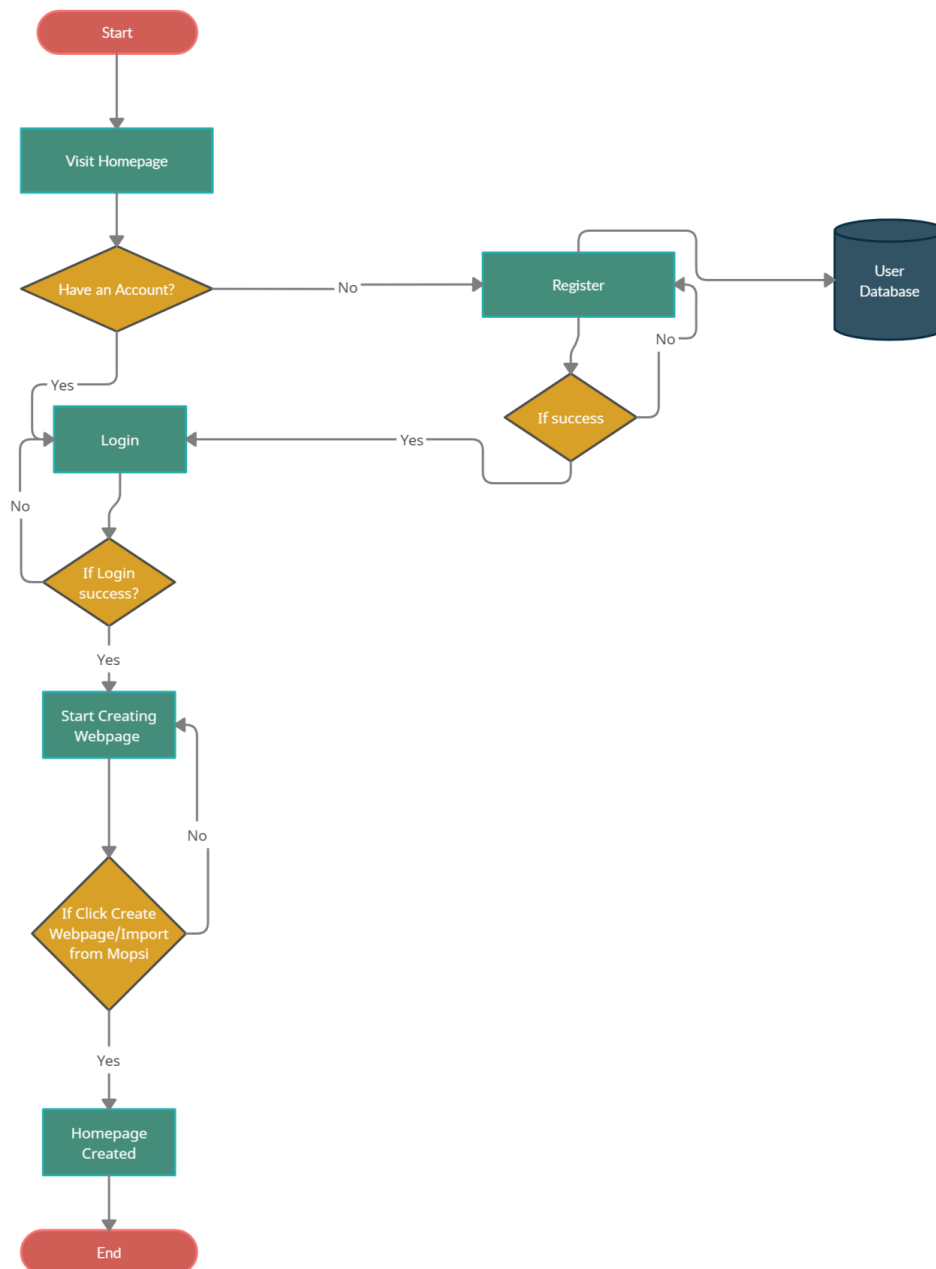 Start
Visit Homepage
Have an Account?
No
Register
User
Database
No
Yes
If success
Login
Yes
No
If Login
success?
Yes
Start Creating
Webpage
No
If Click Create
Webpage/Import
from Mopsi
Yes
Homepage
Created
End